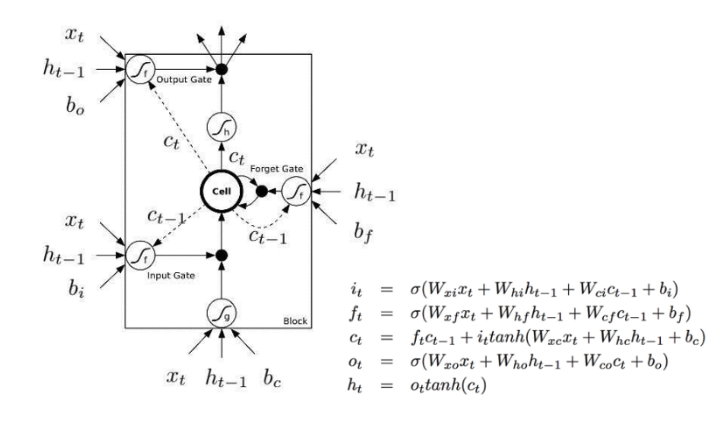 x_t
h_{t-1}
b_o
f
Output Gate
h
c_t
c_t
Forget Gate
Cell
f
x_t
h_{t-1}
b_f
c_{t-1}
c_{t-1}
x_t
h_{t-1}
b_i
f
Input Gate
g
Block
x_t h_{t-1} b_c
i_t = σ(W_{xi}x_t + W_{hi}h_{t-1} + W_{ci}c_{t-1} + b_i)
f_t = σ(W_{xf}x_t + W_{hf}h_{t-1} + W_{cf}c_{t-1} + b_f)
c_t = f_tc_{t-1} + i_ttanh(W_{xc}x_t + W_{hc}h_{t-1} + b_c)
o_t = σ(W_{xo}x_t + W_{ho}h_{t-1} + W_{co}c_t + b_o)
h_t = o_ttanh(c_t)